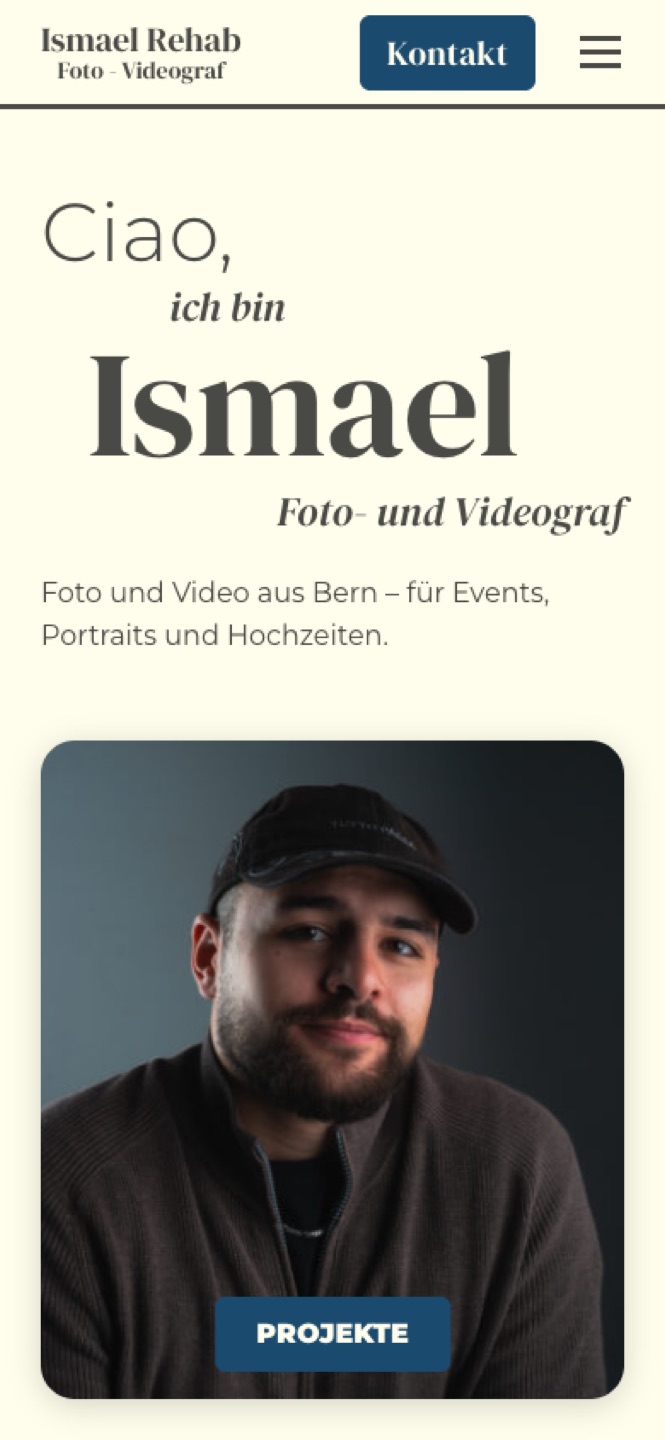 Ismael Rehab
Foto - Videograf
Kontakt
Ciao,
ich bin
Ismael
Foto- und Videograf
Foto und Video aus Bern – für Events,
Portraits und Hochzeiten.
PROJEKTE